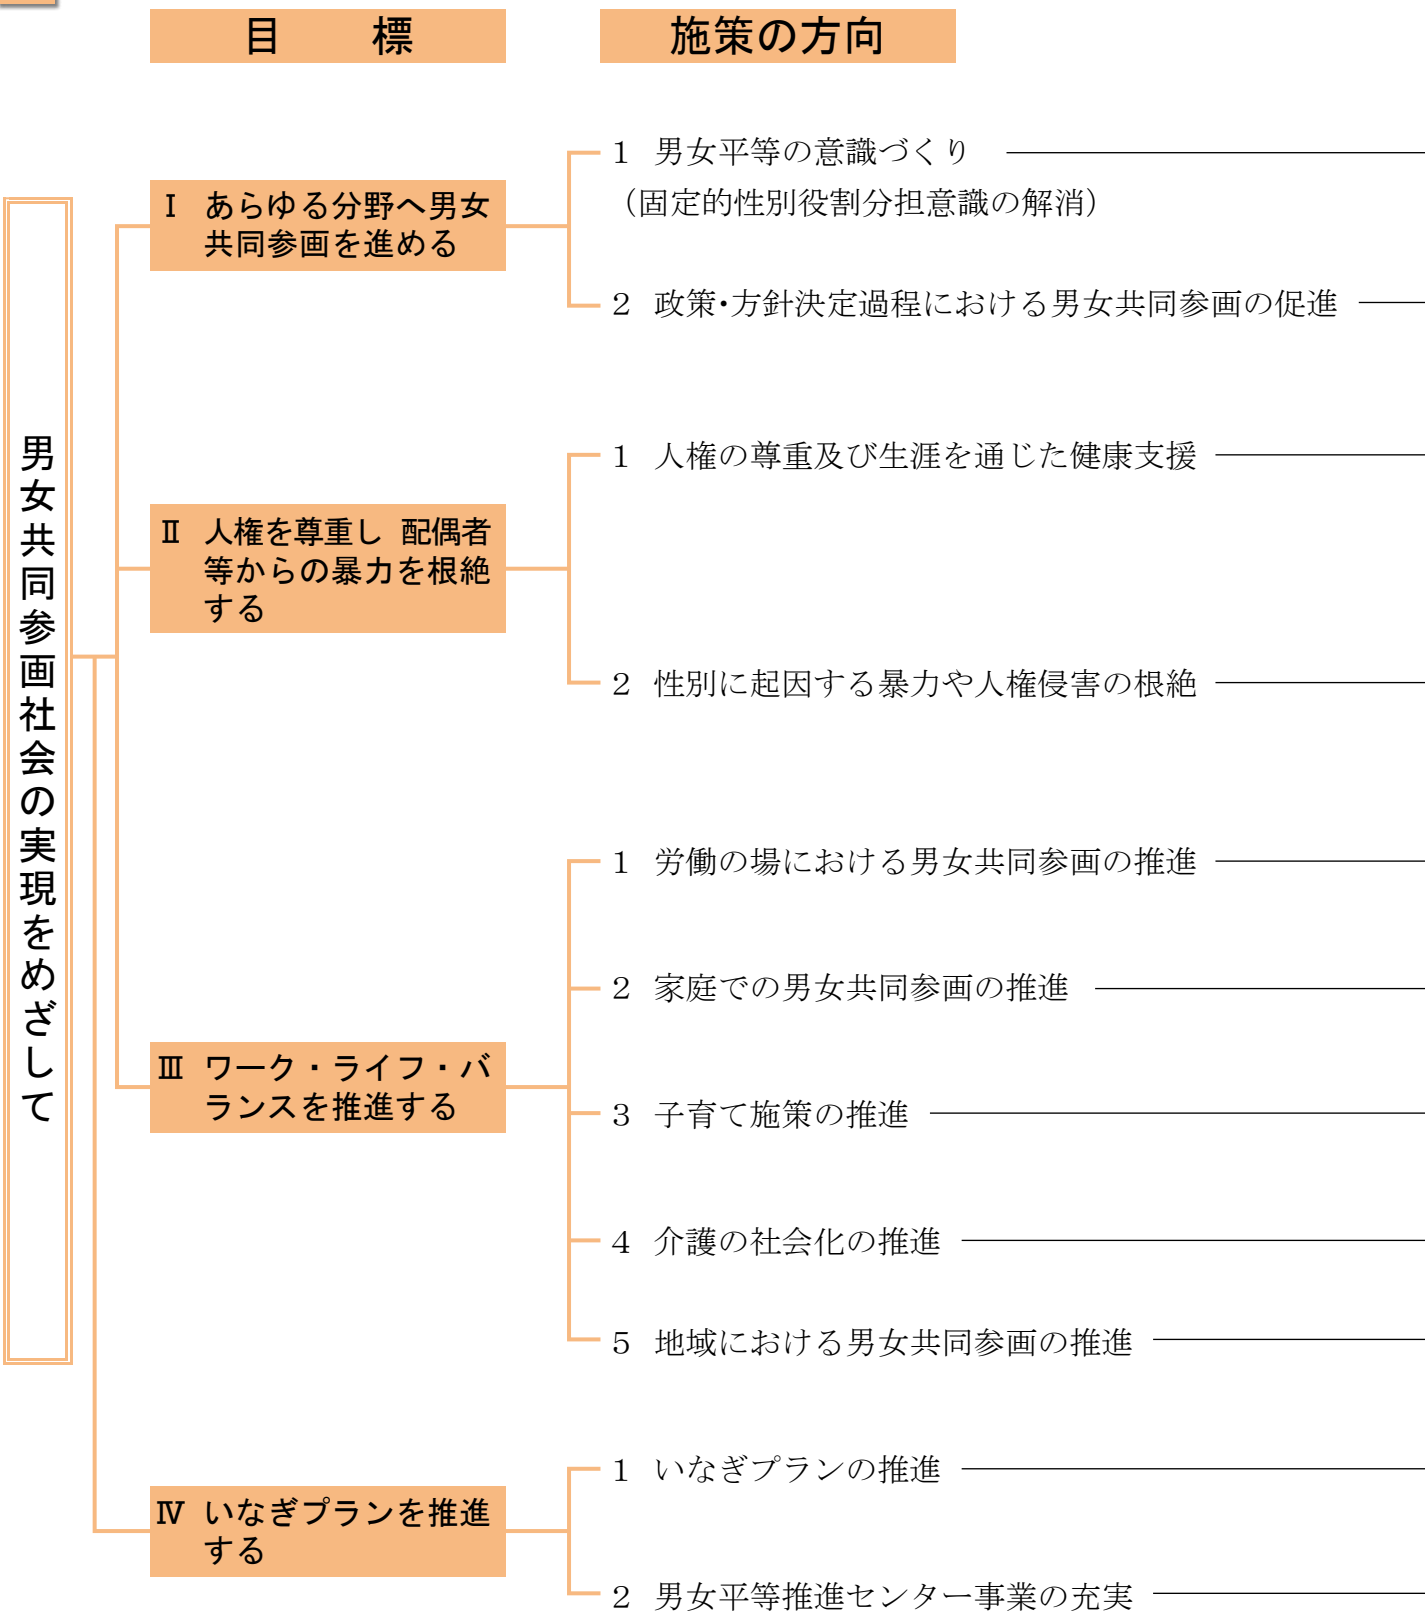 目　標
施策の方向
男女共同参画社会の実現をめざして
Ⅰ あらゆる分野へ男女
共同参画を進める
1 男女平等の意識づくり
（固定的性別役割分担意識の解消）
2 政策・方針決定過程における男女共同参画の促進
Ⅱ 人権を尊重し 配偶者
等からの暴力を根絶
する
1 人権の尊重及び生涯を通じた健康支援
2 性別に起因する暴力や人権侵害の根絶
Ⅲ ワーク・ライフ・バ
ランスを推進する
1 労働の場における男女共同参画の推進
2 家庭での男女共同参画の推進
3 子育て施策の推進
4 介護の社会化の推進
5 地域における男女共同参画の推進
Ⅳ いなぎプランを推進
する
1 いなぎプランの推進
2 男女平等推進センター事業の充実